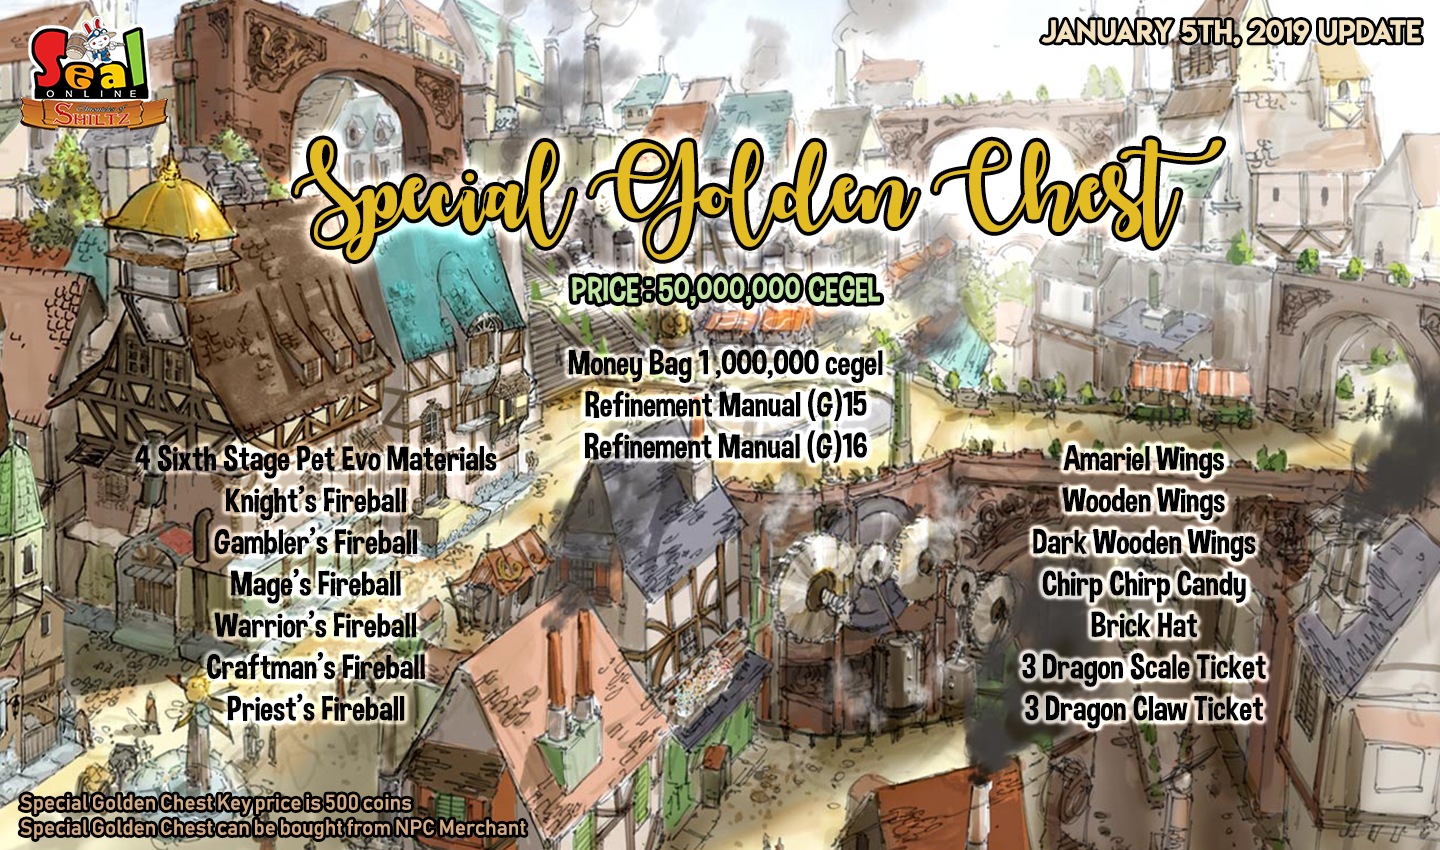 Seal
ONLINE
Chronicles of
SHILTZ
JANUARY 5TH, 2019 UPDATE
Special Golden Chest
PRICE : 50,000,000 CEGEL
Money Bag 1 ,000,000 cegel
Refinement Manual (G)15
Refinement Manual (G)16
4 Sixth Stage Pet Evo Materials
Knight's Fireball
Gambler's Fireball
Mage's Fireball
Warrior's Fireball
Craftman's Fireball
Priest's Fireball
Amariel Wings
Wooden Wings
Dark Wooden Wings
Chirp Chirp Candy
Brick Hat
3 Dragon Scale Ticket
3 Dragon Claw Ticket
Special Golden Chest Key price is 500 coins
Special Golden Chest can be bought from NPC Merchant